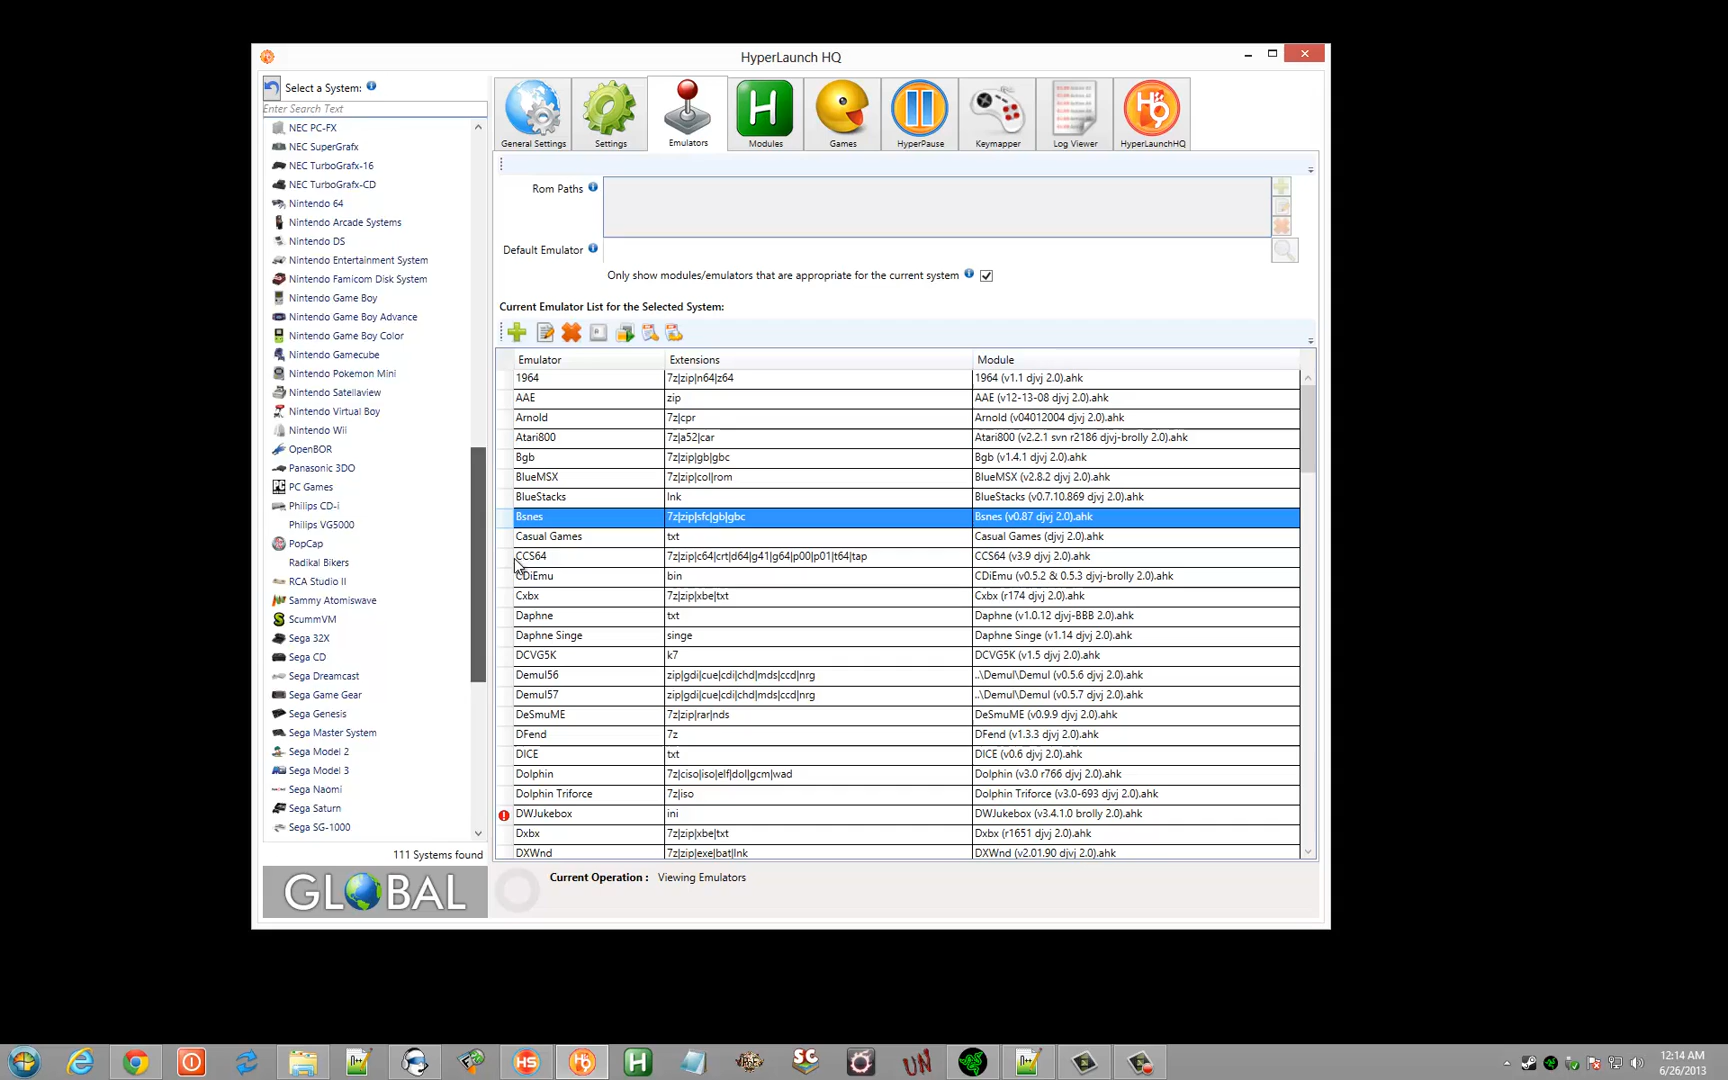 HyperLaunch HQ
Select a System:
Enter Search Text
NEC PC-FX
NEC SuperGrafx
NEC TurboGrafx-16
NEC TurboGrafx-CD
Nintendo 64
Nintendo Arcade Systems
Nintendo DS
Nintendo Entertainment System
Nintendo Famicom Disk System
Nintendo Game Boy
Nintendo Game Boy Advance
Nintendo Game Boy Color
Nintendo Gamecube
Nintendo Pokemon Mini
Nintendo Satellaview
Nintendo Virtual Boy
Nintendo Wii
OpenBOR
Panasonic 3DO
PC Games
Philips CD-i
Philips VG5000
PopCap
Radikal Bikers
RCA Studio II
Sammy Atomiswave
ScummVM
Sega 32X
Sega CD
Sega Dreamcast
Sega Game Gear
Sega Genesis
Sega Master System
Sega Model 2
Sega Model 3
Sega Naomi
Sega Saturn
Sega SG-1000
111 Systems found
GLOBAL
General Settings Settings Emulators Modules Games HyperPause Keymapper Log Viewer HyperLaunchHQ
Rom Paths
Default Emulator
Only show modules/emulators that are appropriate for the current system
Current Emulator List for the Selected System:
Emulator Extensions Module
1964 7z|zip|n64|z64 1964 (v1.1 djvj 2.0).ahk
AAE zip AAE (v12-13-08 djvj 2.0).ahk
Arnold 7z|cpr Arnold (v04012004 djvj 2.0).ahk
Atari800 7z|a52|car Atari800 (v2.2.1 svn r2186 djvj-brolly 2.0).ahk
Bgb 7z|zip|gb|gbc Bgb (v1.4.1 djvj 2.0).ahk
BlueMSX 7z|zip|col|rom BlueMSX (v2.8.2 djvj 2.0).ahk
BlueStacks lnk BlueStacks (v0.7.10.869 djvj 2.0).ahk
Bsnes 7z|zip|sfc|gb|gbc Bsnes (v0.87 djvj 2.0).ahk
Casual Games txt Casual Games (djvj 2.0).ahk
CCS64 7z|zip|c64|crt|d64|g41|g64|p00|p01|t64|tap CCS64 (v3.9 djvj 2.0).ahk
CDiEmu bin CDiEmu (v0.5.2 & 0.5.3 djvj-brolly 2.0).ahk
Cxbx 7z|zip|xbe|txt Cxbx (r174 djvj 2.0).ahk
Daphne txt Daphne (v1.0.12 djvj-BBB 2.0).ahk
Daphne Singe singe Daphne Singe (v1.14 djvj 2.0).ahk
DCVG5K k7 DCVG5K (v1.5 djvj 2.0).ahk
Demul56 zip|gdi|cue|cdi|chd|mds|ccd|nrg ..\Demul\Demul (v0.5.6 djvj 2.0).ahk
Demul57 zip|gdi|cue|cdi|chd|mds|ccd|nrg ..\Demul\Demul (v0.5.7 djvj 2.0).ahk
DeSmuME 7z|zip|rar|nds DeSmuME (v0.9.9 djvj 2.0).ahk
DFend 7z DFend (v1.3.3 djvj 2.0).ahk
DICE txt DICE (v0.6 djvj 2.0).ahk
Dolphin 7z|ciso|iso|elf|dol|gcm|wad Dolphin (v3.0 r766 djvj 2.0).ahk
Dolphin Triforce 7z|iso Dolphin Triforce (v3.0-693 djvj 2.0).ahk
DWJukebox ini DWJukebox (v3.4.1.0 brolly 2.0).ahk
Dxbx 7z|zip|xbe|txt Dxbx (r1651 djvj 2.0).ahk
DXWnd 7z|zip|exe|bat|lnk DXWnd (v2.01.90 djvj 2.0).ahk
Current Operation : Viewing Emulators
12:14 AM
6/26/2013